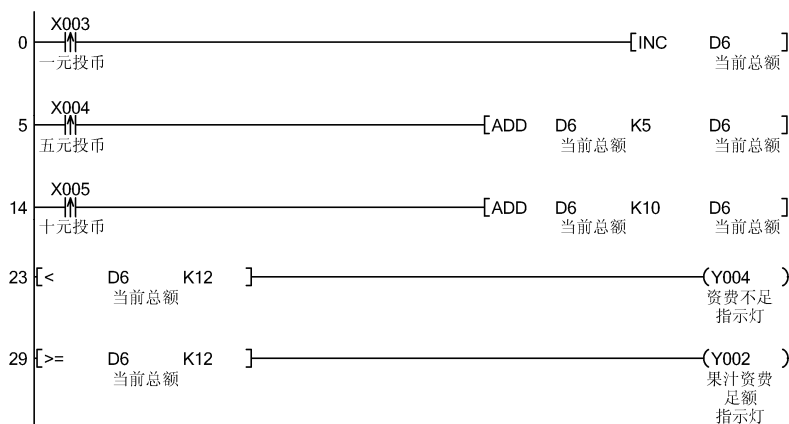 X003
0 [INC D6 ]
一元投币 当前总额
X004
5 [ADD D6 K5 D6 ]
五元投币 当前总额 当前总额
X005
14 [ADD D6 K10 D6 ]
十元投币 当前总额 当前总额
23 [< D6 K12 ] (Y004 )
当前总额 资费不足
指示灯
29 [>= D6 K12 ] (Y002 )
当前总额 果汁资费
足额
指示灯